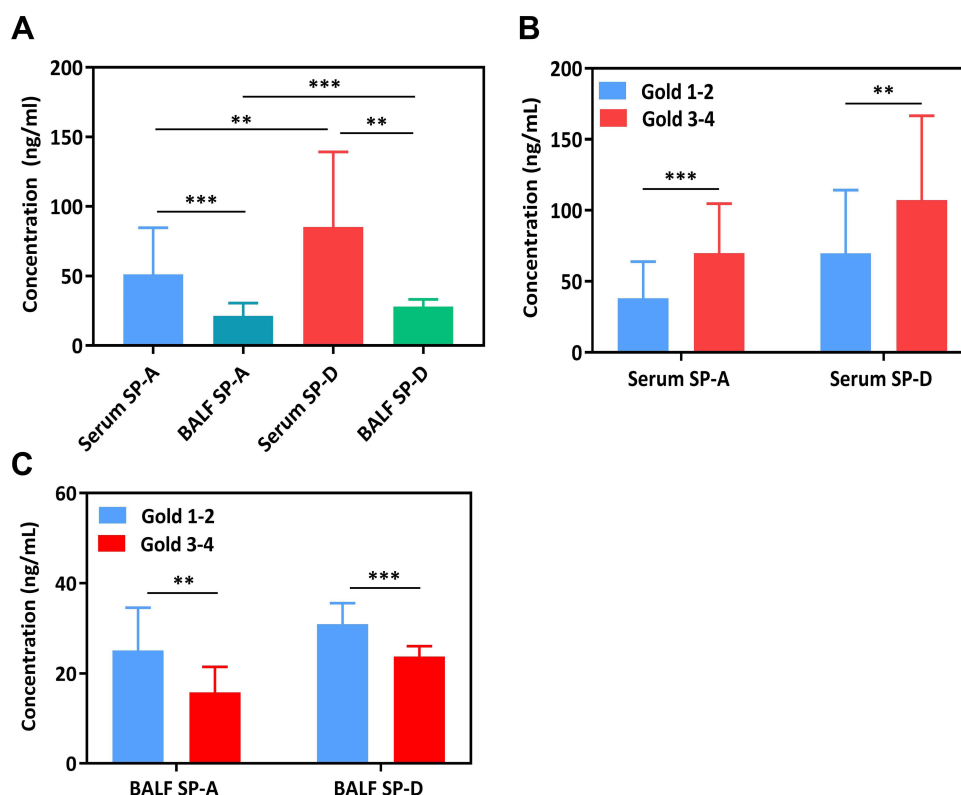 A
Concentration (ng/ml)
200
150
100
50
0
***
**
**
***
Serum SP-A
BALF SP-A
Serum SP-D
BALF SP-D
B
Concentration (ng/mL)
200
150
100
50
0
Gold 1-2
Gold 3-4
**
***
Serum SP-A
Serum SP-D
C
Concentration (ng/mL)
60
40
20
0
Gold 1-2
Gold 3-4
**
***
BALF SP-A
BALF SP-D